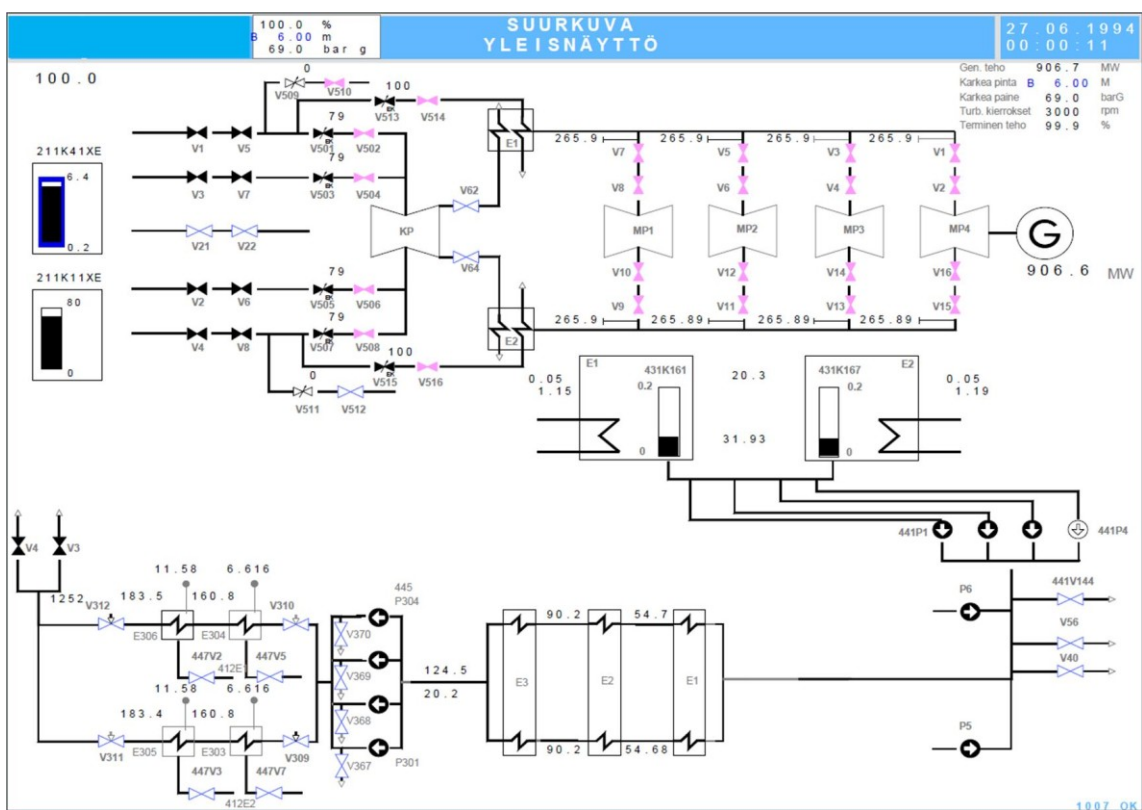 100.0 %
B 6.00 m
69.0 bar g
SUURKUVA
YLEISNÄYTTÖ
27.06.1994
00:00:11
100.0
Gen. teho 906.7 MW
Karkea pinta B 6.00 M
Karkea paine 69.0 barG
Turb. kierrokset 3000 rpm
Terminen teho 99.9 %
0
V509 V510
100
V513 V514
EK
79
V1 V5 V501 V502
EK
E1
265.9 265.9 265.9 265.9
V7 V5 V3 V1
211K41XE
6.4
0.2
79
V3 V7 V503 V504
EK
V62
V8 V6 V4 V2
V21 V22
KP
MP1 MP2 MP3 MP4
G
906.6 MW
V64
V10 V12 V14 V16
211K11XE
80
0
79
V2 V6 V505 V506
EK
V9 V11 V13 V15
79
V4 V8 V507 V508
EK
E2
265.9 265.89 265.89 265.89
100
V515 V516
EK
0
V511 V512
E1 431K161 20.3 431K167 E2
0.2 0.2
0.05
1.15
0.05
1.19
31.93
0 0
441P1 441P4
V4 V3
1252
11.58 6.616
V312 183.5 160.8 V310
E306 E304
447V2 447V5
412E1
11.58 6.616
183.4 160.8
V311 E305 E303 V309
447V3 447V7
412E2
445
P304
V370
V369
V368
V367
P301
124.5
20.2
90.2 54.7
E3 E2 E1
90.2 54.68
P6
441V144
V56
V40
P5
1007 OK